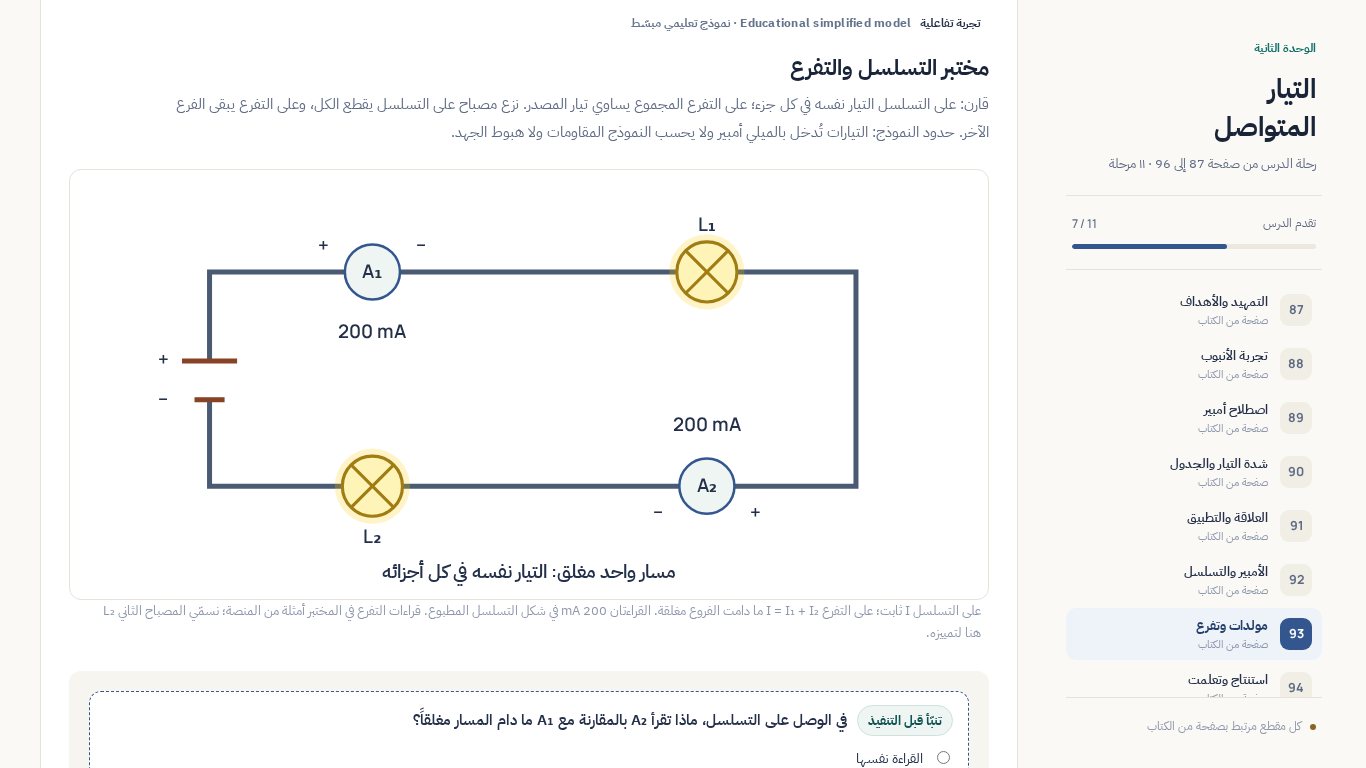 تجربة تفاعلية Educational simplified model · نموذج تعليمي مبسّط
مختبر التسلسل والتفرع
قارن: على التسلسل التيار نفسه في كل جزء؛ على التفرع المجموع يساوي تيار المصدر. نزع مصباح على التسلسل يقطع الكل، وعلى التفرع يبقى الفرع
الآخر. حدود النموذج: التيارات تُدخل بالميلي أمبير ولا يحسب النموذج المقاومات ولا هبوط الجهد.
L₁
+ −
A₁
200 mA
+
−
200 mA
A₂
− +
L₂
مسار واحد مغلق: التيار نفسه في كل أجزائه
على التسلسل I ثابت؛ على التفرع I = I₁ + I₂ ما دامت الفروع مغلقة. القراءتان 200 mA في شكل التسلسل المطبوع. قراءات التفرع في المختبر أمثلة من المنصة؛ نسمّي المصباح الثاني L₂
هنا لتمييزه.
تنبّأ قبل التنفيذ في الوصل على التسلسل، ماذا تقرأ A₂ بالمقارنة مع A₁ ما دام المسار مغلقاً؟
القراءة نفسها
الوحدة الثانية
التيار
المتواصل
رحلة الدرس من صفحة 87 إلى 96 · ١١ مرحلة
تقدم الدرس 7 / 11
87 التمهيد والأهداف
صفحة من الكتاب
88 تجربة الأنبوب
صفحة من الكتاب
89 اصطلاح أمبير
صفحة من الكتاب
90 شدة التيار والجدول
صفحة من الكتاب
91 العلاقة والتطبيق
صفحة من الكتاب
92 الأمبير والتسلسل
صفحة من الكتاب
93 مولدات وتفرع
صفحة من الكتاب
94 استنتاج وتعلمت
كل مقطع مرتبط بصفحة من الكتاب